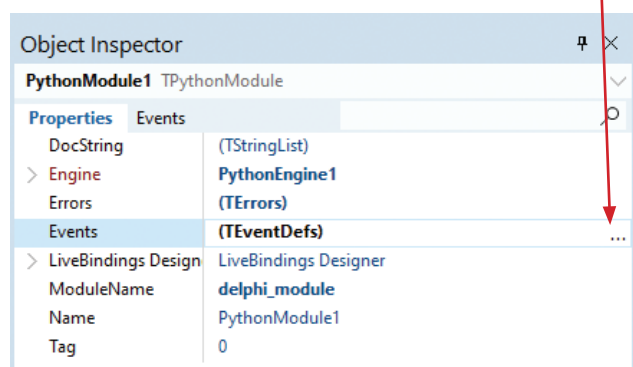 Object Inspector
PythonModule1 TPythonModule
Properties Events
DocString (TStringList)
Engine PythonEngine1
Errors (TErrors)
Events (TEventDefs) ...
LiveBindings Design LiveBindings Designer
ModuleName delphi_module
Name PythonModule1
Tag 0